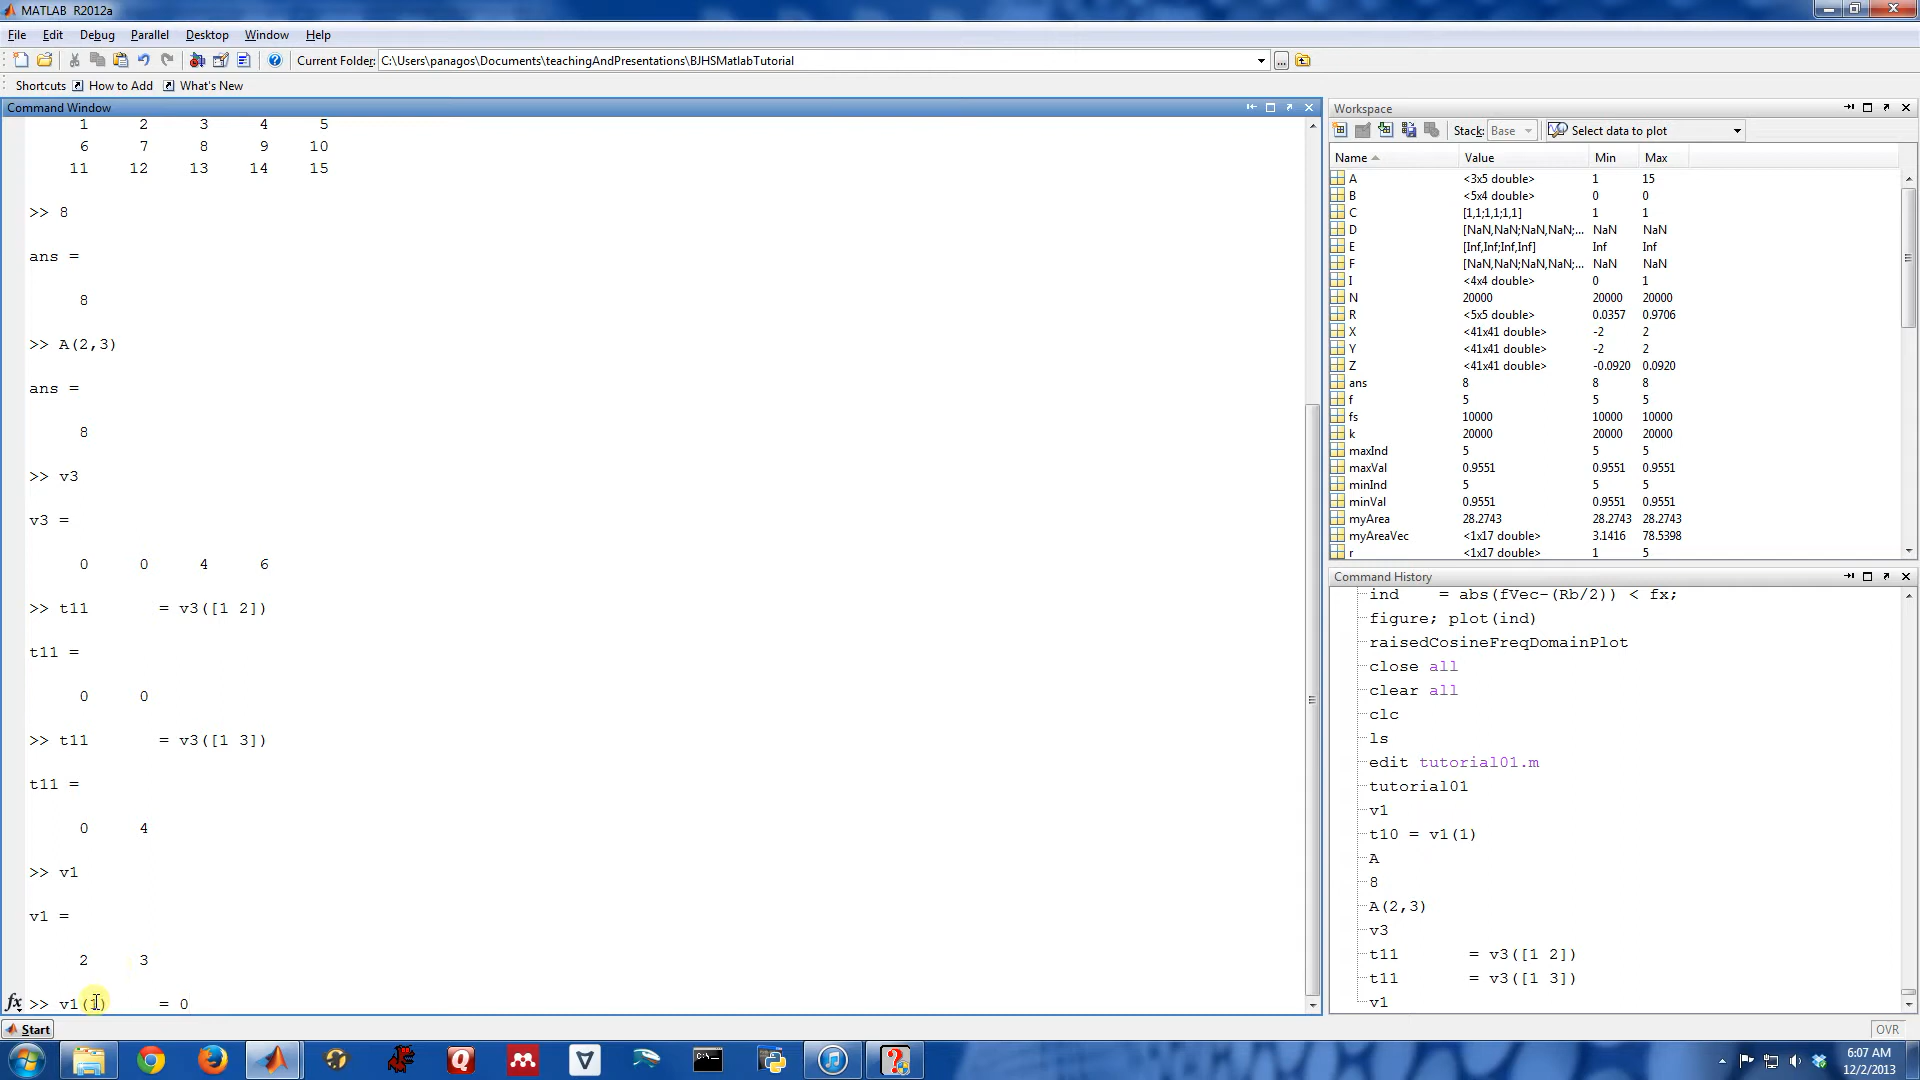 MATLAB R2012a
File Edit Debug Parallel Desktop Window Help
Current Folder: C:\Users\panagos\Documents\teachingAndPresentations\BJHSMatlabTutorial ...
Shortcuts How to Add What's New
Command Window
1 2 3 4 5
6 7 8 9 10
11 12 13 14 15
>> 8
ans =
8
>> A(2,3)
ans =
8
>> v3
v3 =
0 0 4 6
>> t11 = v3([1 2])
t11 =
0 0
>> t11 = v3([1 3])
t11 =
0 4
>> v1
v1 =
2 3
fx >> v1(1) = 0
Workspace
Stack: Base Select data to plot
Name Value Min Max
A <3x5 double> 1 15
B <5x4 double> 0 0
C [1,1;1,1;1,1] 1 1
D [NaN,NaN;NaN,NaN;... NaN NaN
E [Inf,Inf;Inf,Inf] Inf Inf
F [NaN,NaN;NaN,NaN;... NaN NaN
I <4x4 double> 0 1
N 20000 20000 20000
R <5x5 double> 0.0357 0.9706
X <41x41 double> -2 2
Y <41x41 double> -2 2
Z <41x41 double> -0.0920 0.0920
ans 8 8 8
f 5 5 5
fs 10000 10000 10000
k 20000 20000 20000
maxInd 5 5 5
maxVal 0.9551 0.9551 0.9551
minInd 5 5 5
minVal 0.9551 0.9551 0.9551
myArea 28.2743 28.2743 28.2743
myAreaVec <1x17 double> 3.1416 78.5398
r <1x17 double> 1 5
Command History
ind = abs(fVec-(Rb/2)) < fx;
figure; plot(ind)
raisedCosineFreqDomainPlot
close all
clear all
clc
ls
edit tutorial01.m
tutorial01
v1
t10 = v1(1)
A
8
A(2,3)
v3
t11 = v3([1 2])
t11 = v3([1 3])
v1
Start
OVR
6:07 AM
12/2/2013